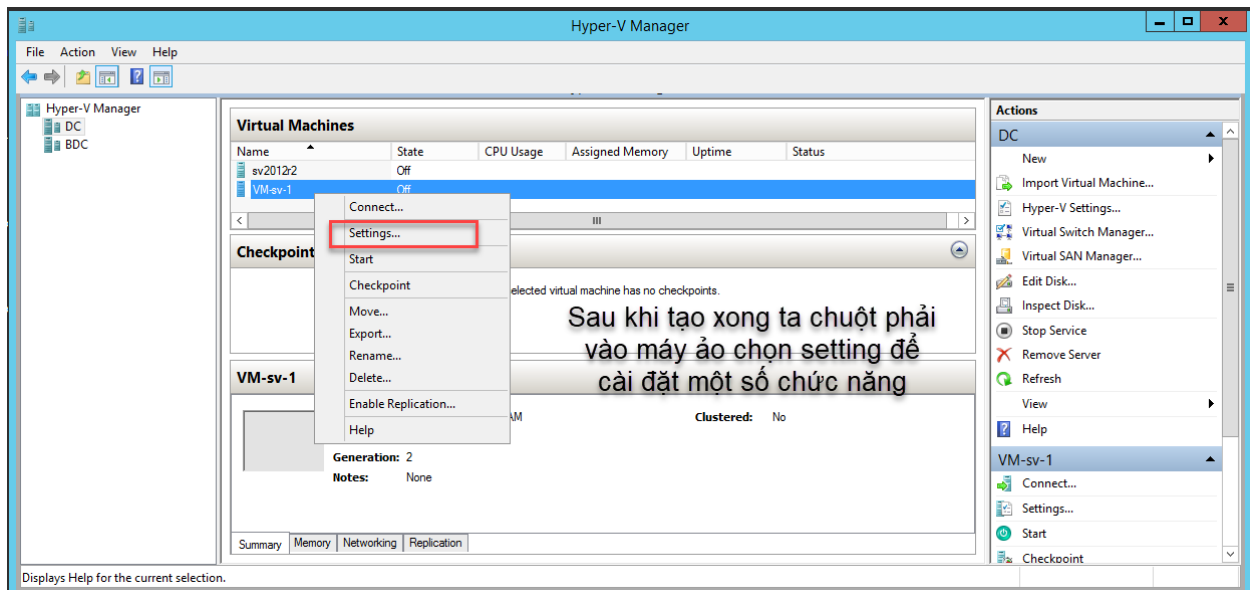 Hyper-V Manager
File Action View Help
Hyper-V Manager
DC
BDC
Virtual Machines
Name State CPU Usage Assigned Memory Uptime Status
sv2012r2 Off
VM-sv-1 Off
Connect...
Settings...
Start
Checkpoint
Move...
Export...
Rename...
Delete...
Enable Replication...
Help
Checkpoint
elected virtual machine has no checkpoints.
Sau khi tạo xong ta chuột phải
vào máy ảo chọn setting để
cài đặt một số chức năng
VM-sv-1
AM Clustered: No
Generation: 2
Notes: None
Summary Memory Networking Replication
Actions
DC
New
Import Virtual Machine...
Hyper-V Settings...
Virtual Switch Manager...
Virtual SAN Manager...
Edit Disk...
Inspect Disk...
Stop Service
Remove Server
Refresh
View
Help
VM-sv-1
Connect...
Settings...
Start
Checkpoint
Displays Help for the current selection.